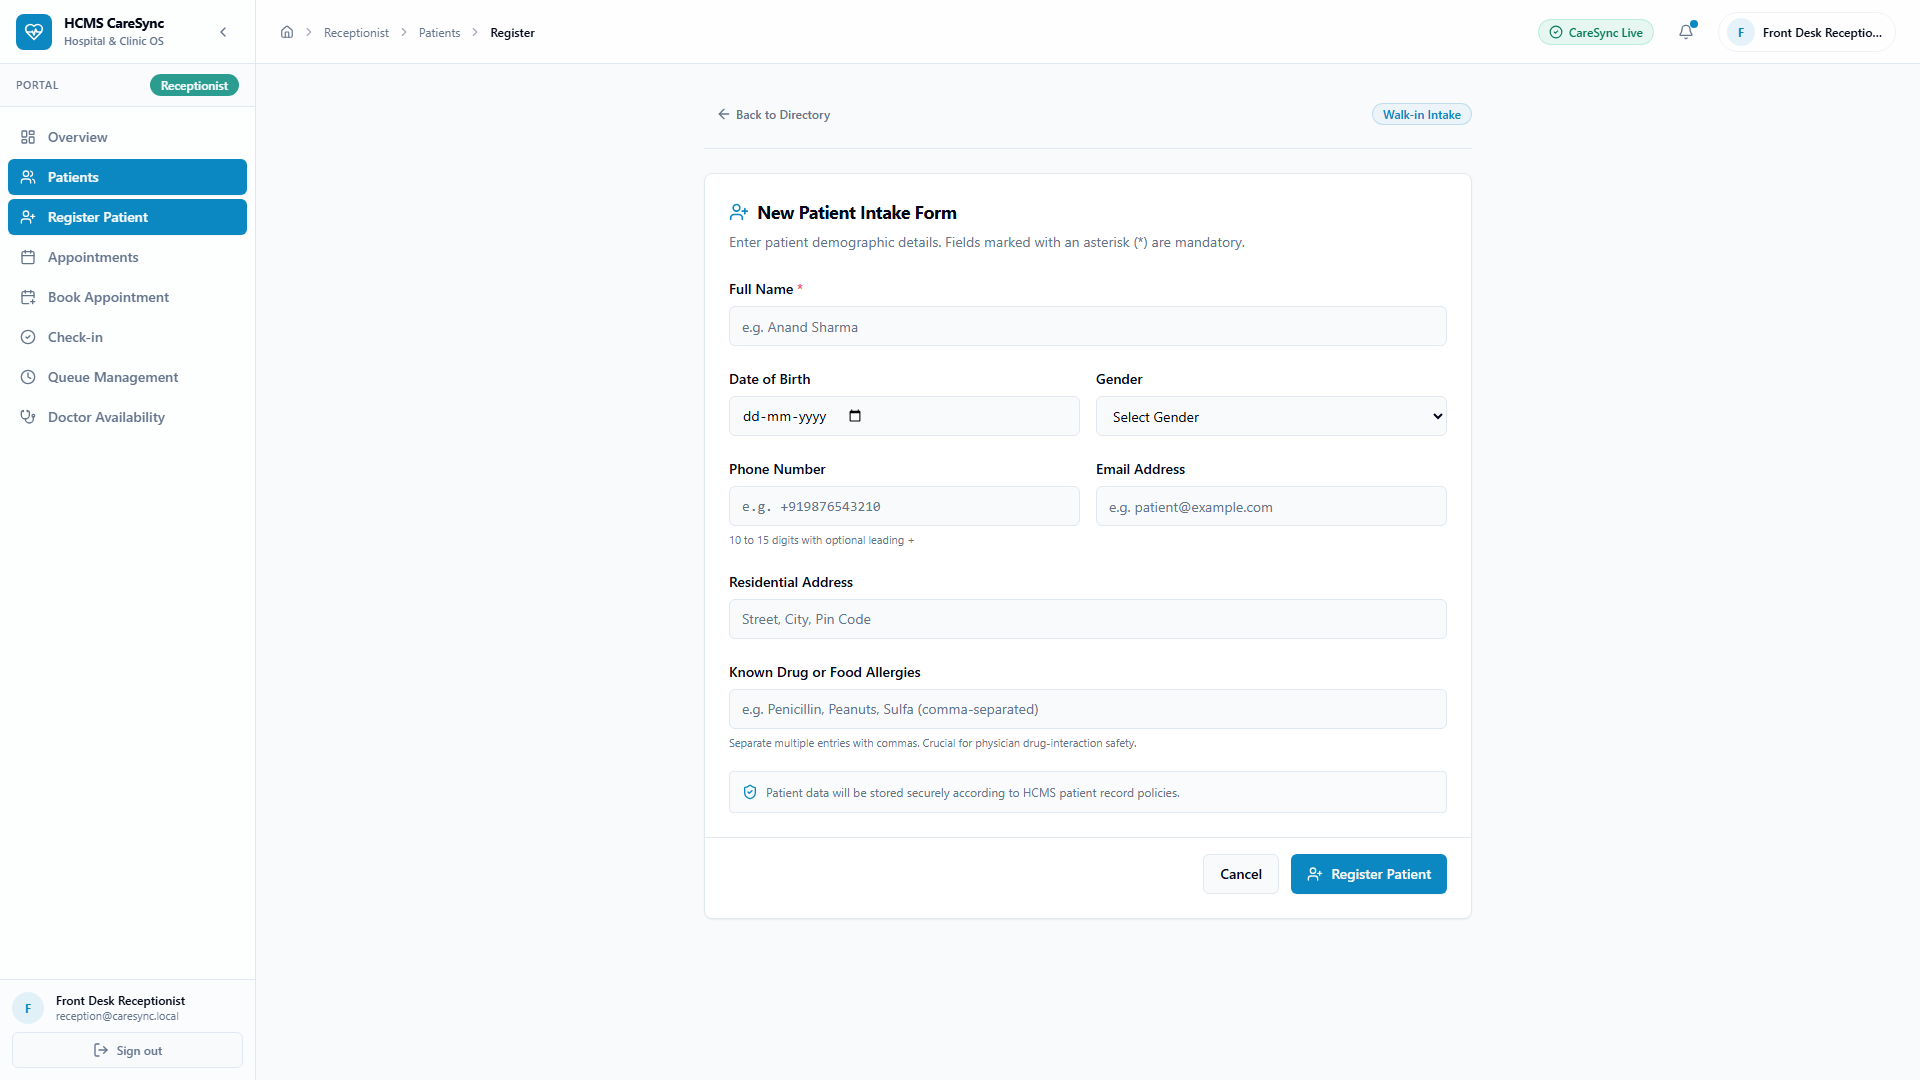 HCMS CareSync
Hospital & Clinic OS
PORTAL
Receptionist
Overview
Patients
Register Patient
Appointments
Book Appointment
Check-in
Queue Management
Doctor Availability
Front Desk Receptionist
reception@caresync.local
F
Sign out
Receptionist
Patients
Register
CareSync Live
F
Front Desk Receptio...
Back to Directory
Walk-in Intake
New Patient Intake Form
Enter patient demographic details. Fields marked with an asterisk (*) are mandatory.
Full Name *
e.g. Anand Sharma
Date of Birth
Gender
dd-mm-yyyy
Select Gender
Phone Number
Email Address
e.g. +919876543210
e.g. patient@example.com
10 to 15 digits with optional leading +
Residential Address
Street, City, Pin Code
Known Drug or Food Allergies
e.g. Penicillin, Peanuts, Sulfa (comma-separated)
Separate multiple entries with commas. Crucial for physician drug-interaction safety.
Patient data will be stored securely according to HCMS patient record policies.
Cancel
Register Patient